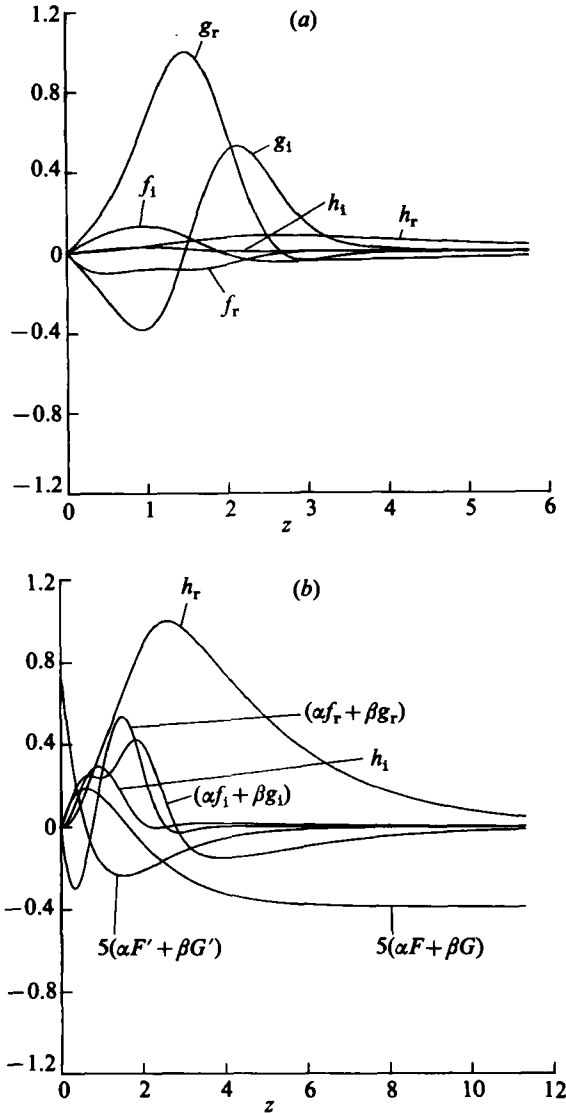 (a)
1.2
0.8
0.4
0
−0.4
−0.8
−1.2
g_r
g_i
f_i
h_i
h_r
f_r
0 1 2 3 4 5 6
z
(b)
1.2
0.8
0.4
0
−0.4
−0.8
−1.2
h_r
(αf_r + βg_r)
h_i
(αf_i + βg_i)
5(αF′ + βG′)
5(αF + βG)
0 2 4 6 8 10 12
z